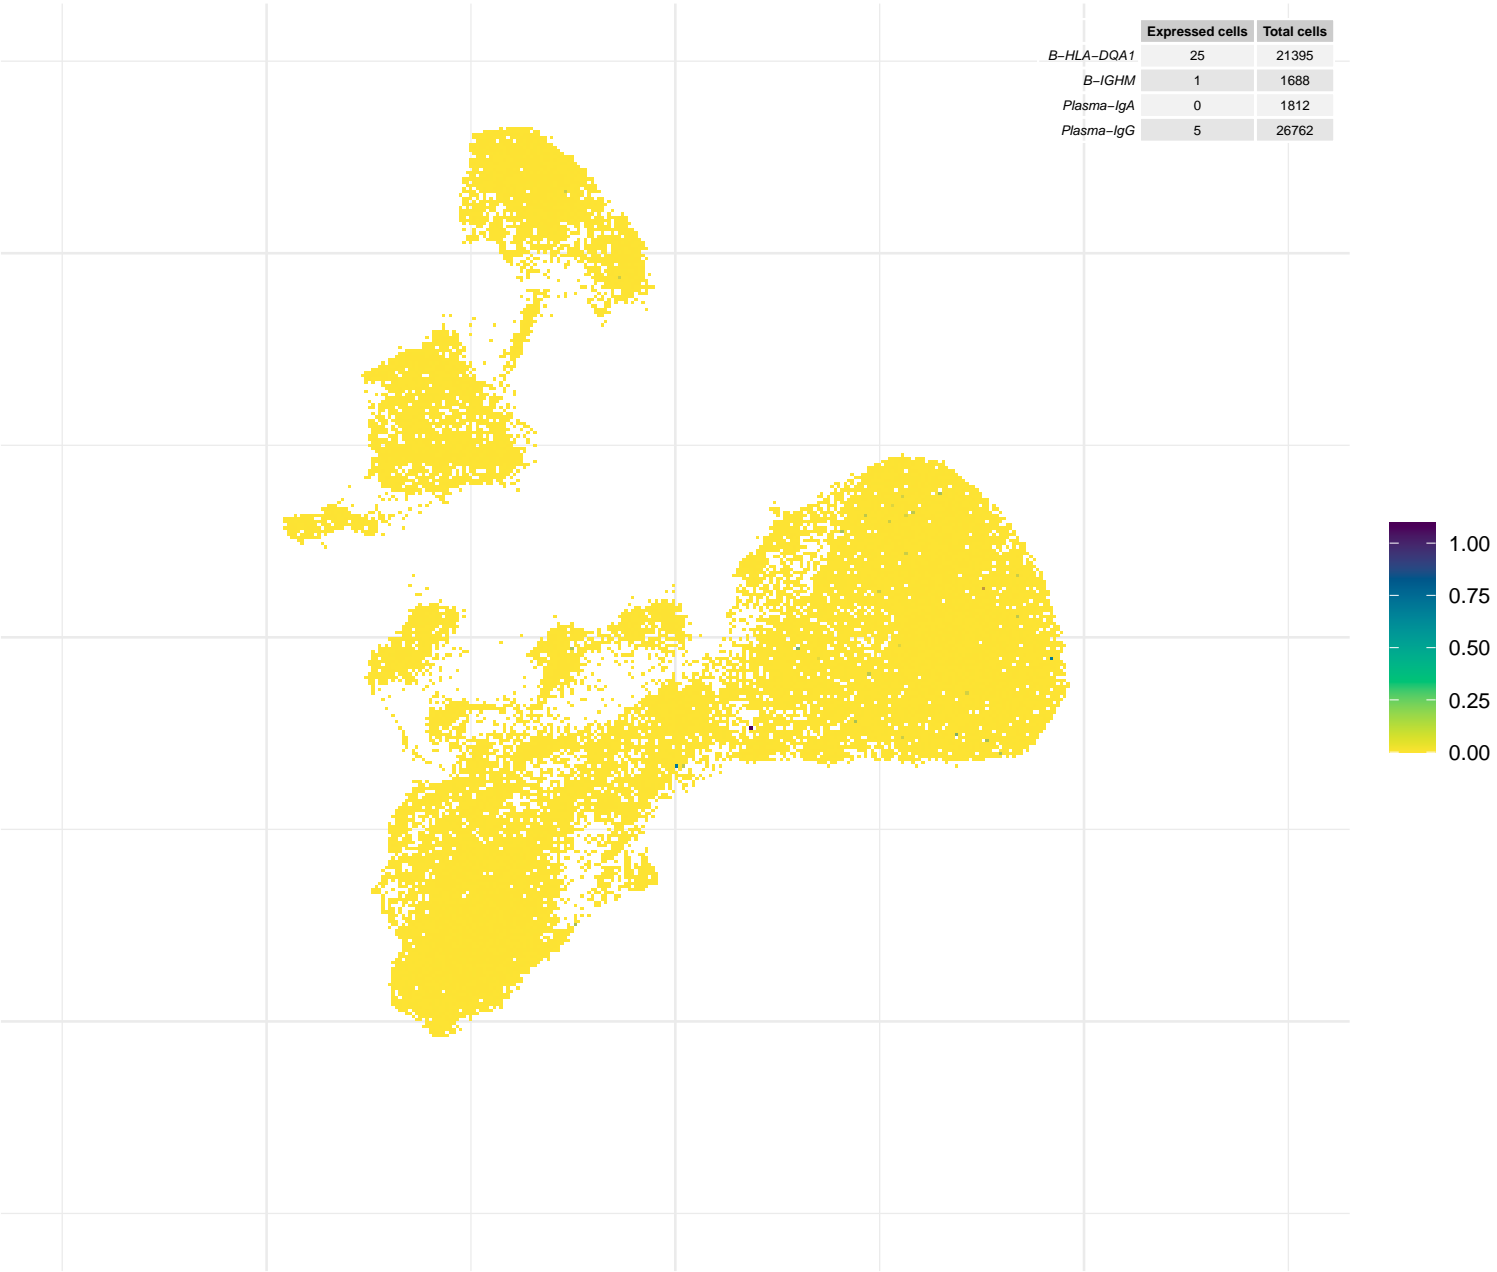 Expressed cells Total cells
B−HLA−DQA1 25 21395
B−IGHM 1 1688
Plasma−IgA 0 1812
Plasma−IgG 5 26762
1.00
0.75
0.50
0.25
0.00